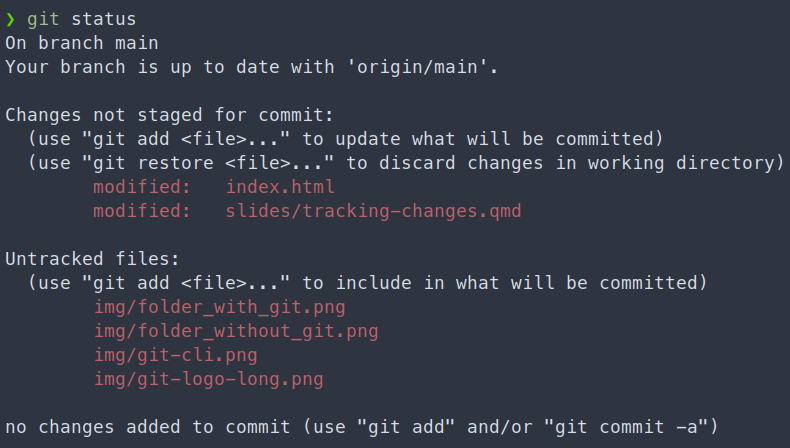 ❯ git status
On branch main
Your branch is up to date with 'origin/main'.

Changes not staged for commit:
  (use "git add <file>..." to update what will be committed)
  (use "git restore <file>..." to discard changes in working directory)
        modified:   index.html
        modified:   slides/tracking-changes.qmd

Untracked files:
  (use "git add <file>..." to include in what will be committed)
        img/folder_with_git.png
        img/folder_without_git.png
        img/git-cli.png
        img/git-logo-long.png

no changes added to commit (use "git add" and/or "git commit -a")